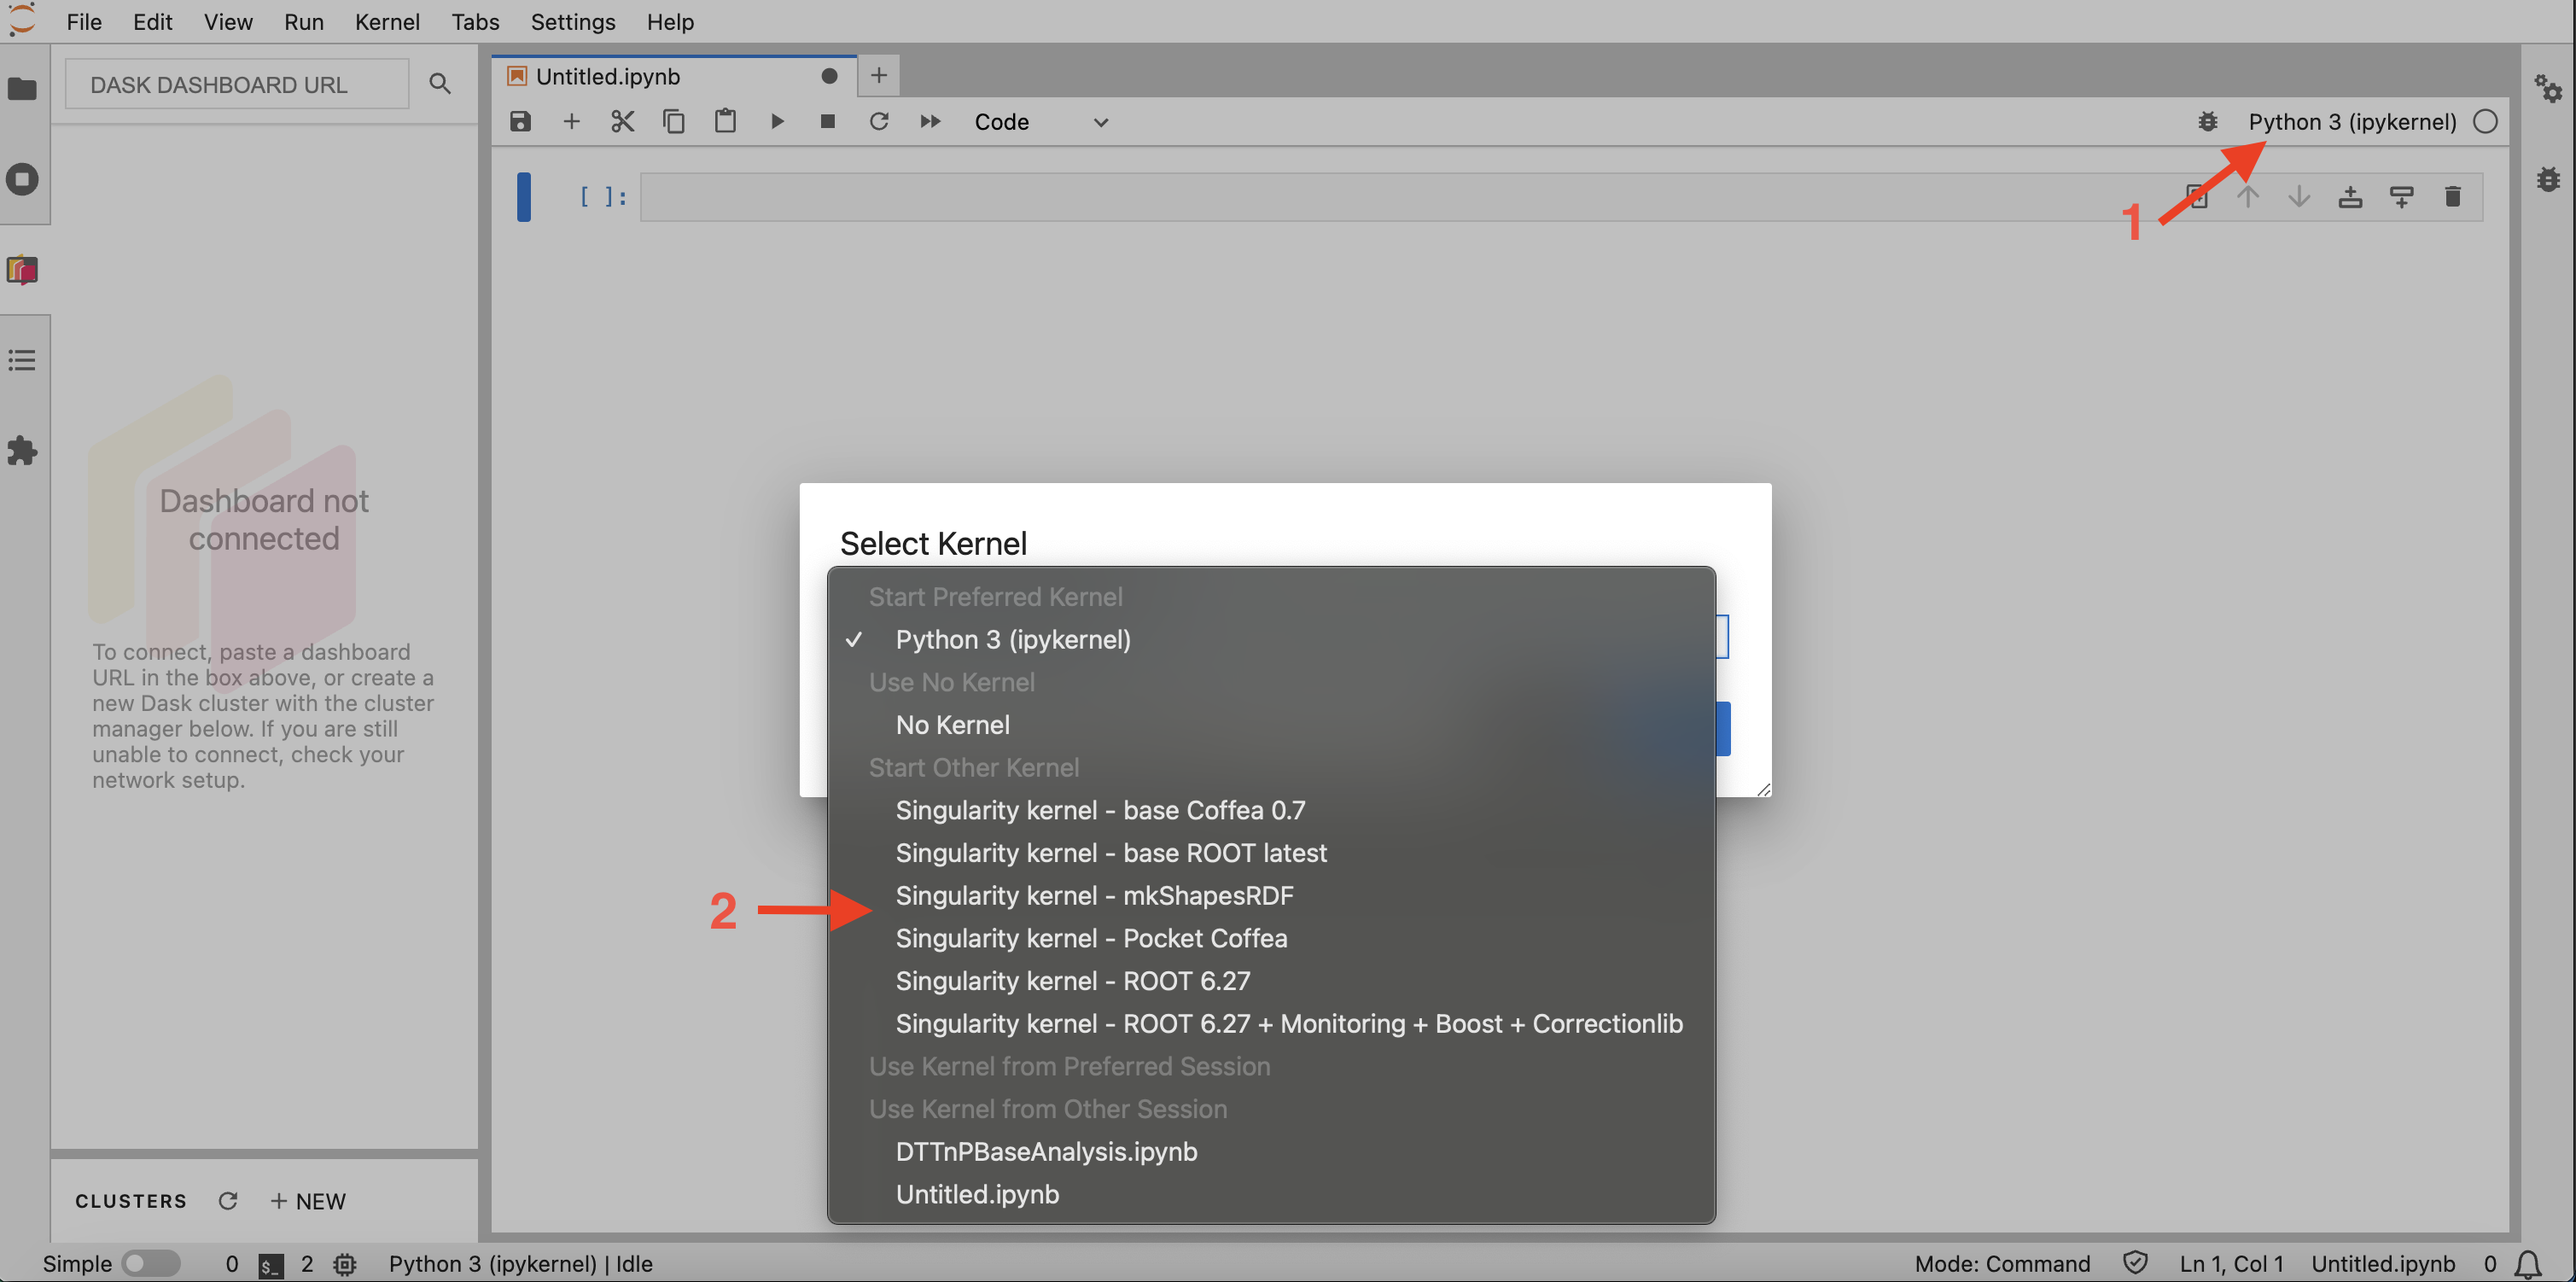 File Edit View Run Kernel Tabs Settings Help
DASK DASHBOARD URL
Untitled.ipynb
Code
Python 3 (ipykernel)
[ ]:
1
Dashboard not
connected
To connect, paste a dashboard
URL in the box above, or create a
new Dask cluster with the cluster
manager below. If you are still
unable to connect, check your
network setup.
Select Kernel
Start Preferred Kernel
✓ Python 3 (ipykernel)
Use No Kernel
No Kernel
Start Other Kernel
Singularity kernel - base Coffea 0.7
Singularity kernel - base ROOT latest
Singularity kernel - mkShapesRDF
2
Singularity kernel - Pocket Coffea
Singularity kernel - ROOT 6.27
Singularity kernel - ROOT 6.27 + Monitoring + Boost + Correctionlib
Use Kernel from Preferred Session
Use Kernel from Other Session
DTTnPBaseAnalysis.ipynb
Untitled.ipynb
CLUSTERS + NEW
Simple 0 $_ 2 Python 3 (ipykernel) | Idle Mode: Command Ln 1, Col 1 Untitled.ipynb 0